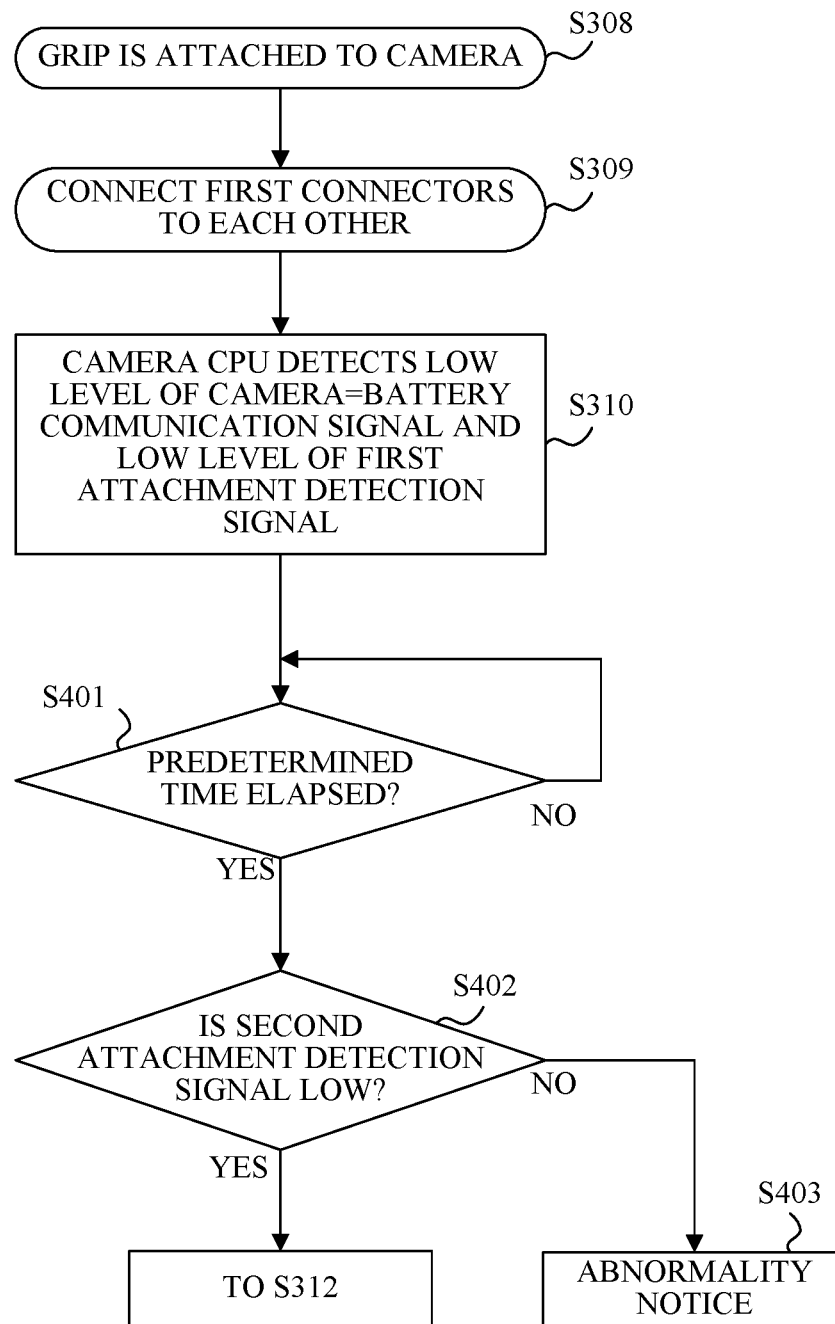 S308
GRIP IS ATTACHED TO CAMERA
S309
CONNECT FIRST CONNECTORS
TO EACH OTHER
CAMERA CPU DETECTS LOW
LEVEL OF CAMERA=BATTERY
COMMUNICATION SIGNAL AND
LOW LEVEL OF FIRST
ATTACHMENT DETECTION
SIGNAL
S310
S401
PREDETERMINED
TIME ELAPSED?
NO
YES
S402
IS SECOND
ATTACHMENT DETECTION
SIGNAL LOW?
NO
YES
S403
TO S312
ABNORMALITY
NOTICE